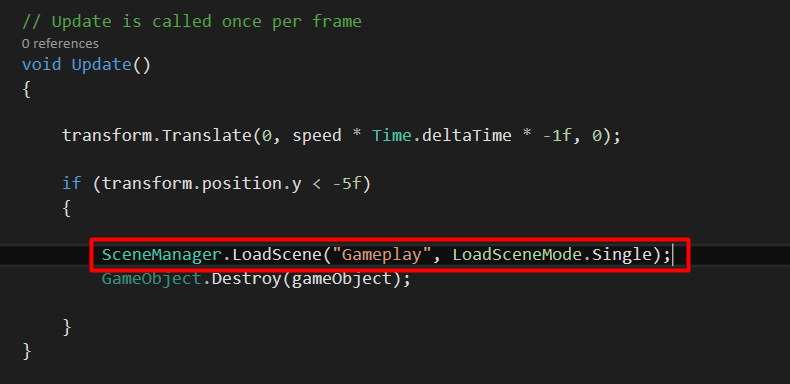 // Update is called once per frame
0 references
void Update()
{
transform.Translate(0, speed * Time.deltaTime * -1f, 0);
if (transform.position.y < -5f)
{
SceneManager.LoadScene("Gameplay", LoadSceneMode.Single);
GameObject.Destroy(gameObject);
}
}